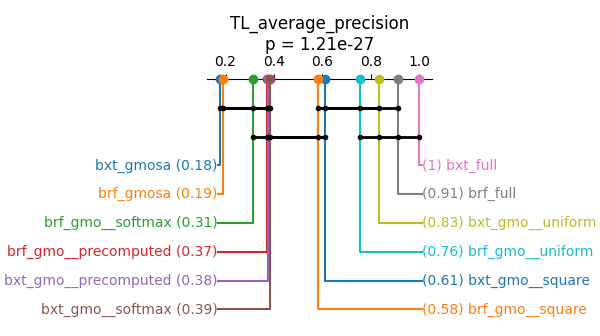 TL_average_precision
p = 1.21e-27
0.2 0.4 0.6 0.8 1.0
bxt_gmosa (0.18) (1) bxt_full
brf_gmosa (0.19) (0.91) brf_full
brf_gmo__softmax (0.31) (0.83) bxt_gmo__uniform
brf_gmo__precomputed (0.37) (0.76) brf_gmo__uniform
bxt_gmo__precomputed (0.38) (0.61) bxt_gmo__square
bxt_gmo__softmax (0.39) (0.58) brf_gmo__square